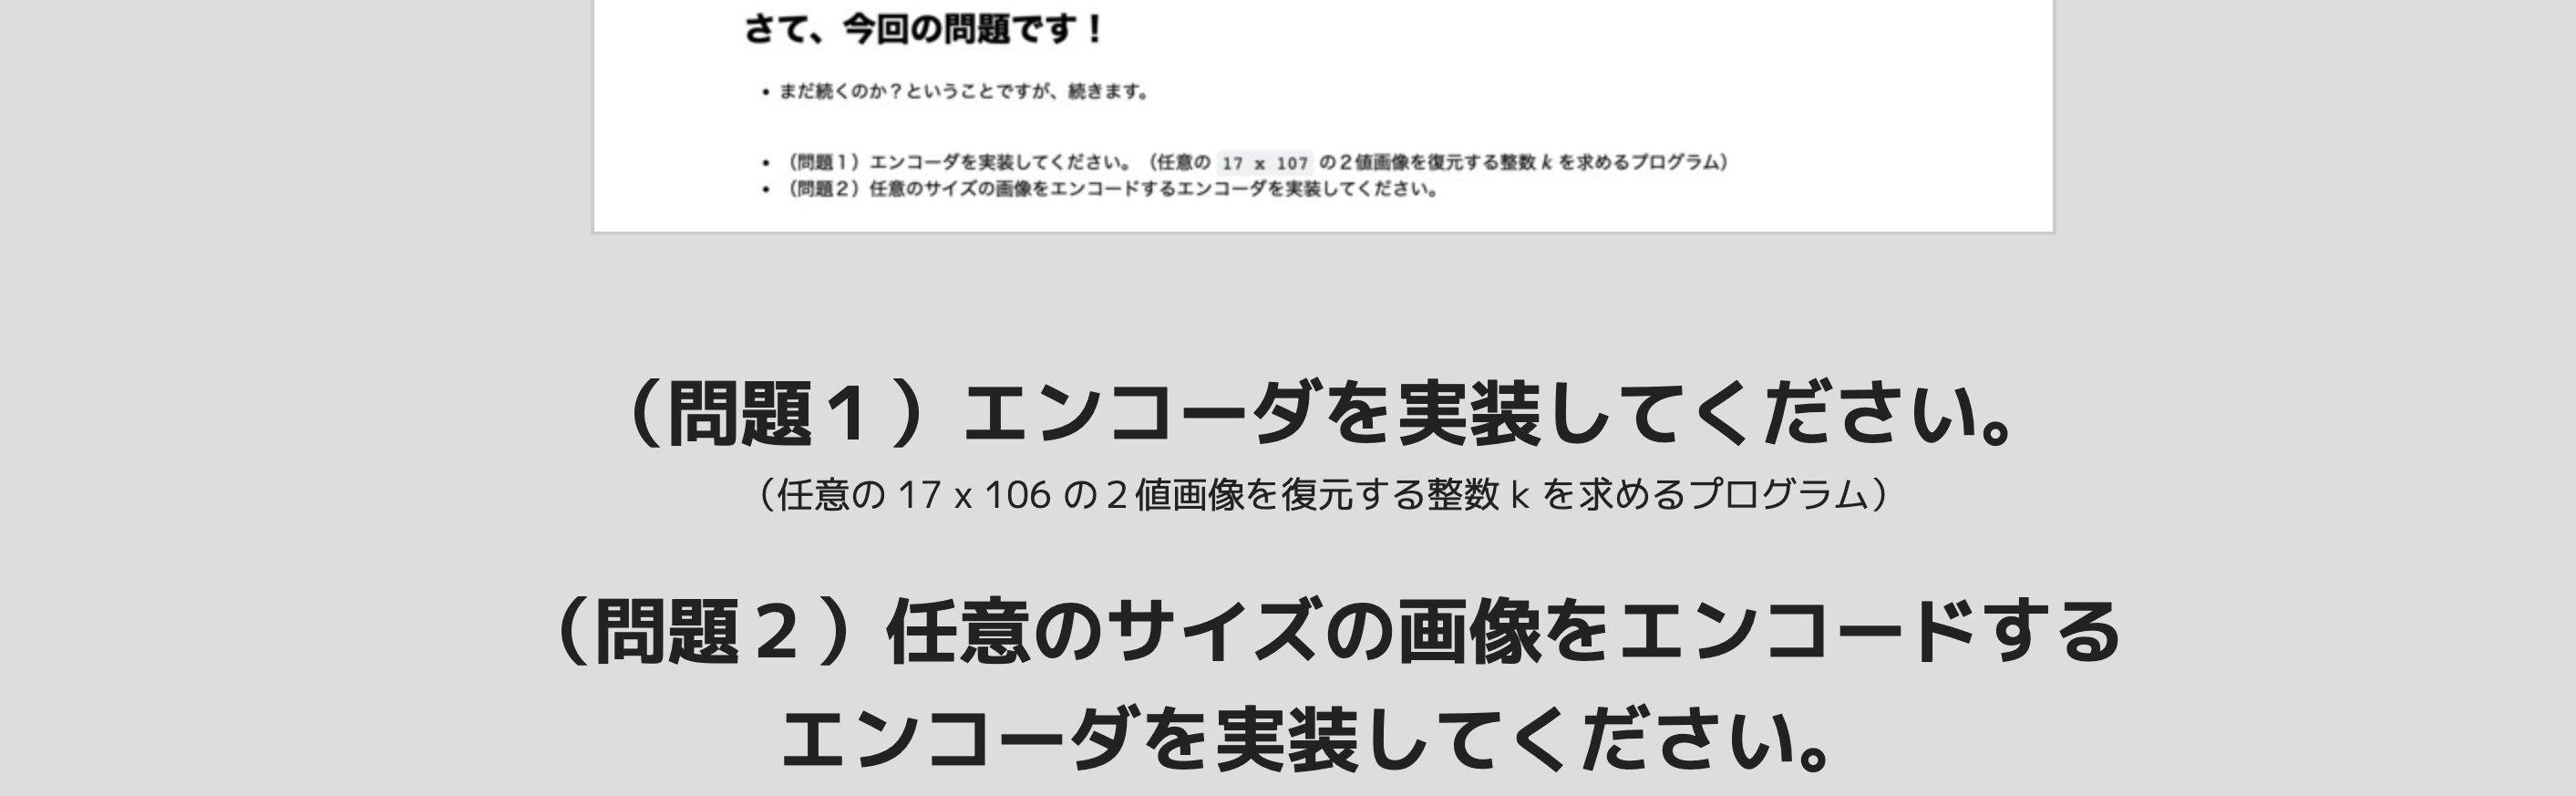 さて、今回の問題です！
• まだ続くのか？ということですが、続きます。
• （問題１）エンコーダを実装してください。（任意の 17 x 107 の２値画像を復元する整数 k を求めるプログラム）
• （問題２）任意のサイズの画像をエンコードするエンコーダを実装してください。
（問題１）エンコーダを実装してください。
（任意の 17 x 106 の２値画像を復元する整数 k を求めるプログラム）
（問題２）任意のサイズの画像をエンコードする
エンコーダを実装してください。